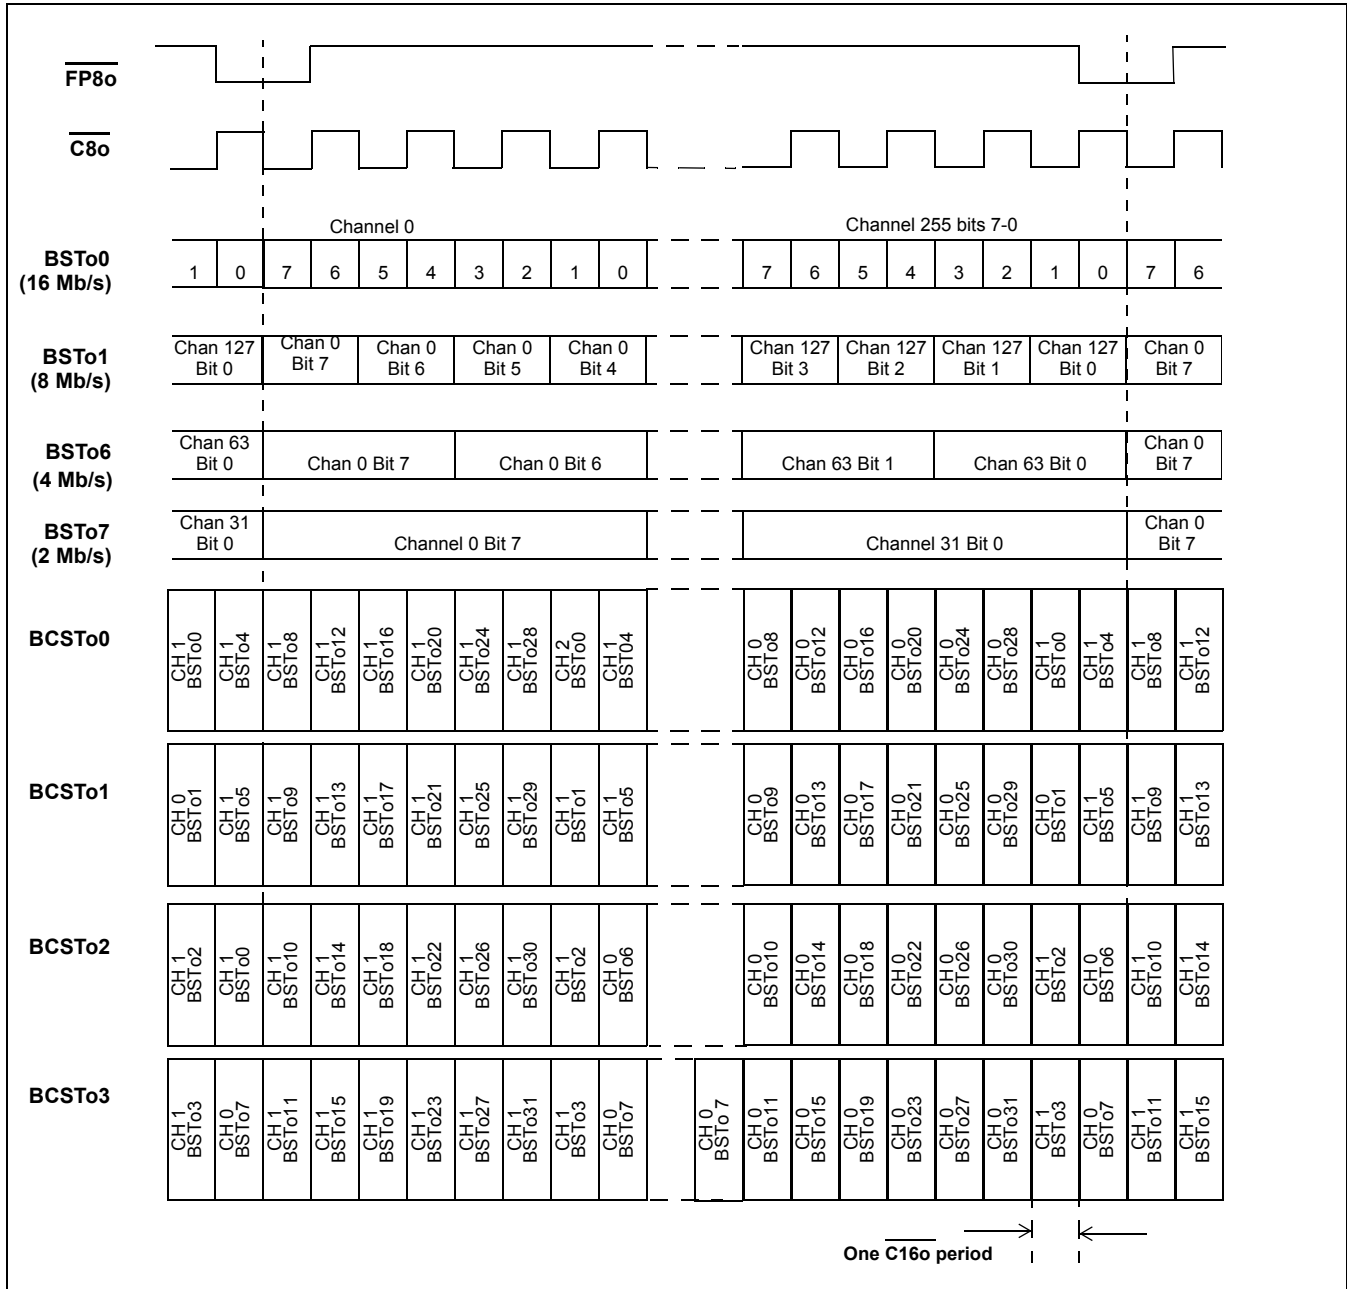 FP8o
C8o
Channel 0
Channel 255 bits 7-0
BSTo0
(16 Mb/s)
1 0 7 6 5 4 3 2 1 0 7 6 5 4 3 2 1 0 7 6
BSTo1
(8 Mb/s)
Chan 127 Bit 0
Chan 0 Bit 7
Chan 0 Bit 6
Chan 0 Bit 5
Chan 0 Bit 4
Chan 127 Bit 3
Chan 127 Bit 2
Chan 127 Bit 1
Chan 127 Bit 0
Chan 0 Bit 7
BSTo6
(4 Mb/s)
Chan 63 Bit 0
Chan 0 Bit 7
Chan 0 Bit 6
Chan 63 Bit 1
Chan 63 Bit 0
Chan 0 Bit 7
BSTo7
(2 Mb/s)
Chan 31 Bit 0
Channel 0 Bit 7
Channel 31 Bit 0
Chan 0 Bit 7
BCSTo0
CH 1 BSTo0
CH 1 BSTo4
CH 1 BSTo8
CH 1 BSTo12
CH 1 BSTo16
CH 1 BSTo20
CH 1 BSTo24
CH 1 BSTo28
CH 2 BSTo0
CH 1 BST04
CH 0 BSTo8
CH 0 BSTo12
CH 0 BSTo16
CH 0 BSTo20
CH 0 BSTo24
CH 0 BSTo28
CH 1 BSTo0
CH 1 BSTo4
CH 1 BSTo8
CH 1 BSTo12
BCSTo1
CH 0 BSTo1
CH 1 BSTo5
CH 1 BSTo9
CH 1 BSTo13
CH 1 BSTo17
CH 1 BSTo21
CH 1 BSTo25
CH 1 BSTo29
CH 1 BSTo1
CH 1 BSTo5
CH 0 BSTo9
CH 0 BSTo13
CH 0 BSTo17
CH 0 BSTo21
CH 0 BSTo25
CH 0 BSTo29
CH 0 BSTo1
CH 1 BSTo5
CH 1 BSTo9
CH 1 BSTo13
BCSTo2
CH 1 BSTo2
CH 1 BSTo0
CH 1 BSTo10
CH 1 BSTo14
CH 1 BSTo18
CH 1 BSTo22
CH 1 BSTo26
CH 1 BSTo30
CH 1 BSTo2
CH 0 BSTo6
CH 0 BSTo10
CH 0 BSTo14
CH 0 BSTo18
CH 0 BSTo22
CH 0 BSTo26
CH 0 BSTo30
CH 1 BSTo2
CH 0 BSTo6
CH 1 BSTo10
CH 1 BSTo14
BCSTo3
CH 1 BSTo3
CH 0 BSTo7
CH 1 BSTo11
CH 1 BSTo15
CH 1 BSTo19
CH 1 BSTo23
CH 1 BSTo27
CH 1 BSTo31
CH 1 BSTo3
CH 0 BSTo7
CH 0 BSTo 7
CH 0 BSTo11
CH 0 BSTo15
CH 0 BSTo19
CH 0 BSTo23
CH 0 BSTo27
CH 0 BSTo31
CH 1 BSTo3
CH 0 BSTo7
CH 1 BSTo11
CH 1 BSTo15
One C16o period